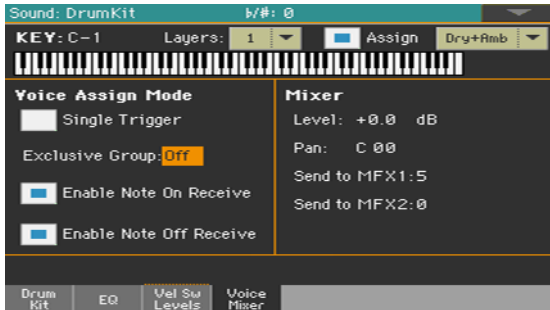 Sound: DrumKit ♭/#: 0
KEY: C-1 Layers: 1 Assign Dry+Amb
Voice Assign Mode Mixer
Single Trigger Level: +0.0 dB
Exclusive Group: Off Pan: C 00
Enable Note On Receive Send to MFX1:5
Enable Note Off Receive Send to MFX2:0
Drum Kit EQ Vel Sw Levels Voice Mixer